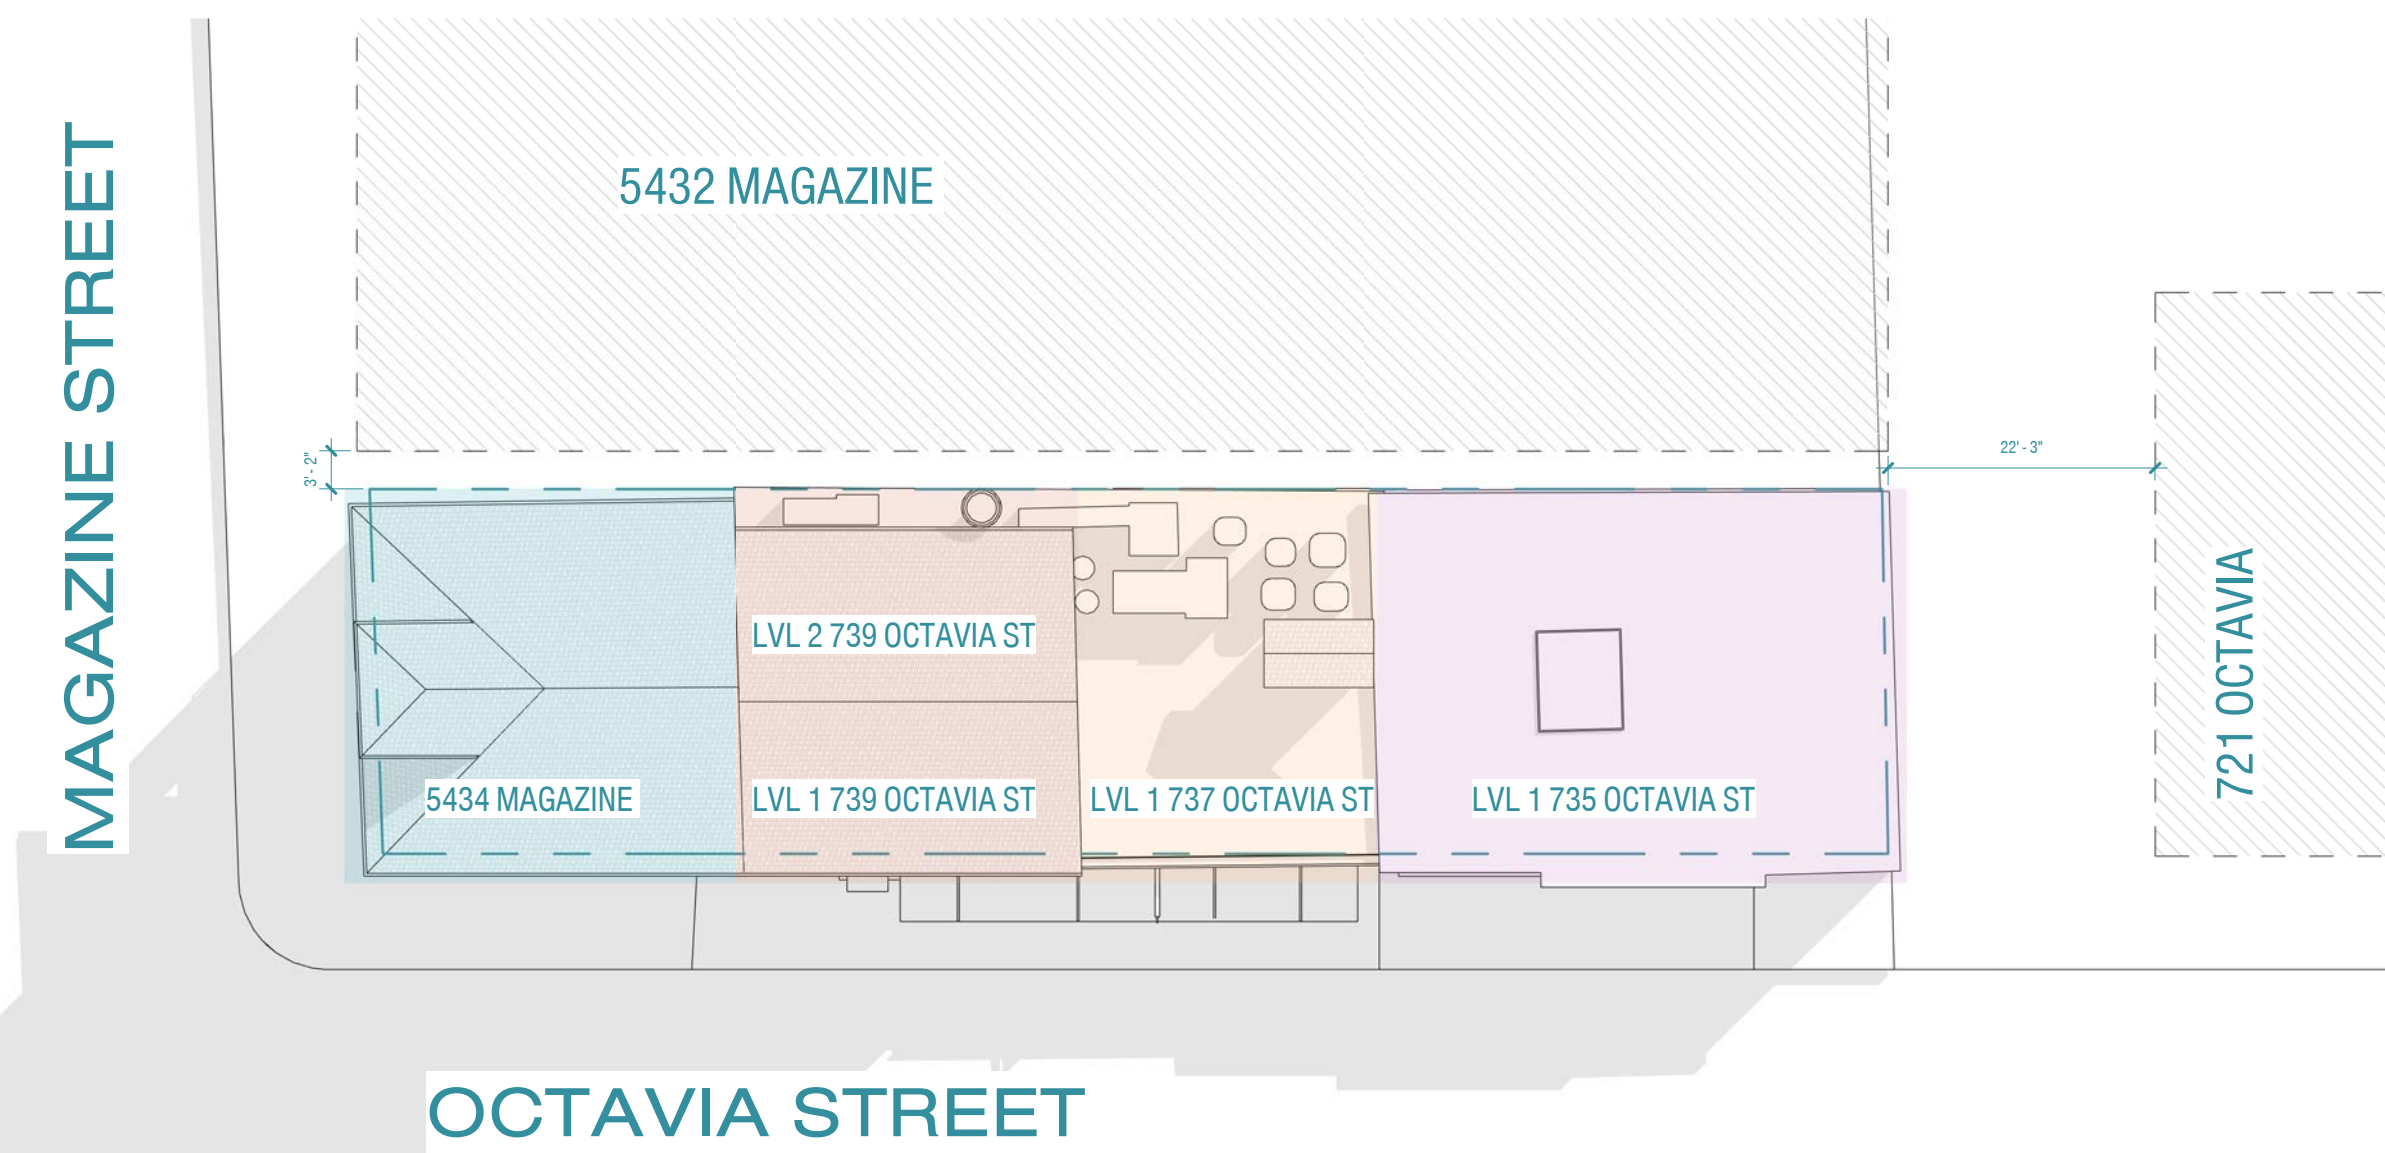 MAGAZINE STREET
5432 MAGAZINE
3' - 2"
22' - 3"
721 OCTAVIA
LVL 2 739 OCTAVIA ST
5434 MAGAZINE
LVL 1 739 OCTAVIA ST
LVL 1 737 OCTAVIA ST
LVL 1 735 OCTAVIA ST
OCTAVIA STREET